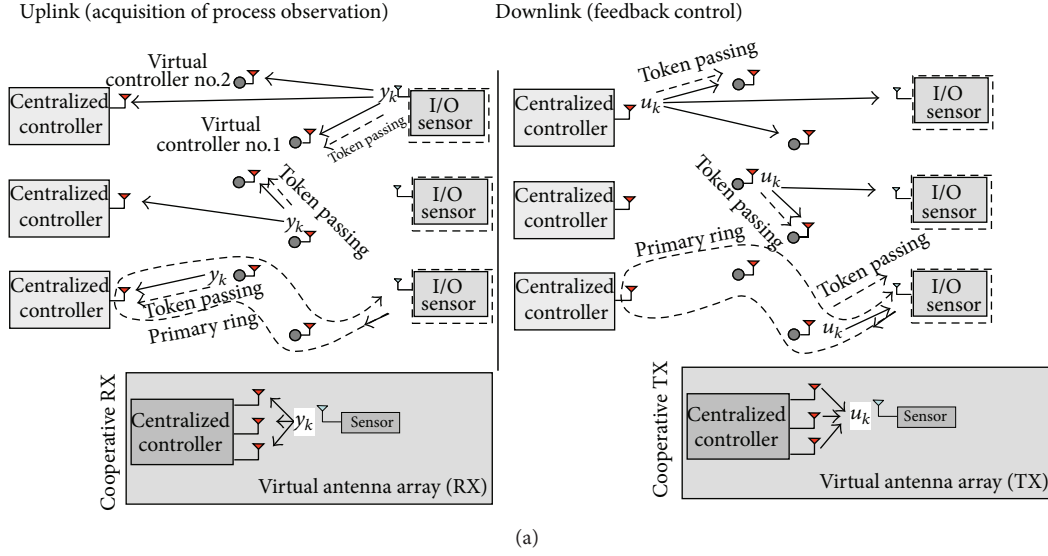 Uplink (acquisition of process observation)
Virtual
controller no.2
Centralized
controller
y_k
I/O
sensor
Virtual
controller no.1
Token passing
Centralized
controller
Token passing
y_k
I/O
sensor
Centralized
controller
y_k
Token passing
Primary ring
I/O
sensor
Cooperative RX
Centralized
controller
y_k
Sensor
Virtual antenna array (RX)
Downlink (feedback control)
Token passing
Centralized
controller
u_k
I/O
sensor
Centralized
controller
u_k
Token
passing
I/O
sensor
Primary ring
Centralized
controller
Token passing
u_k
I/O
sensor
Cooperative TX
Centralized
controller
u_k
Sensor
Virtual antenna array (TX)
(a)